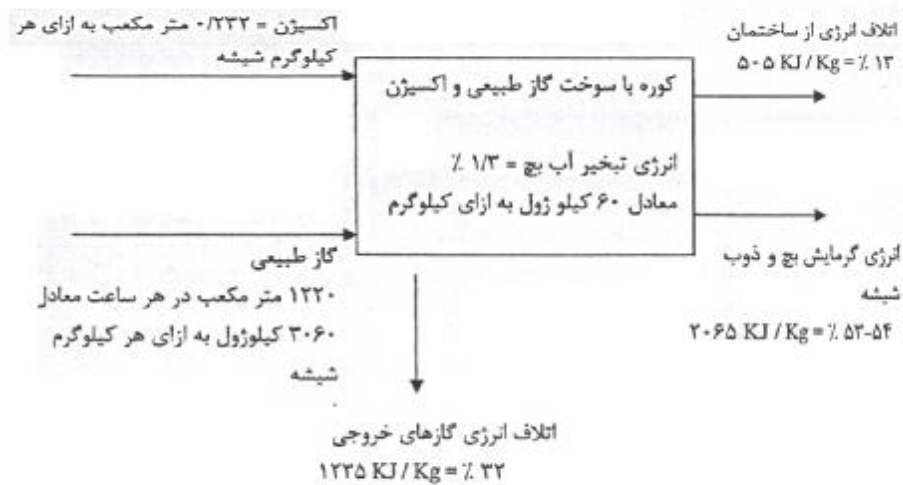 اکسیژن = ۰/۲۳۲ متر مکعب به ازای هر
کیلوگرم شیشه
اتلاف انرژی از ساختمان
۵۰۵ KJ / Kg = ٪ ۱۳
کوره با سوخت گاز طبیعی و اکسیژن
انرژی تبخیر آب بچ = ۱/۳ ٪
معادل ۶۰ کیلو ژول به ازای کیلوگرم
گاز طبیعی
۱۲۲۰ متر مکعب در هر ساعت معادل
۳۰۶۰ کیلوژول به ازای هر کیلوگرم
شیشه
انرژی گرمایش بچ و ذوب
شیشه
۲۰۶۵ KJ / Kg = ٪ ۵۳-۵۴
اتلاف انرژی گازهای خروجی
۱۲۳۵ KJ / Kg = ٪ ۳۲